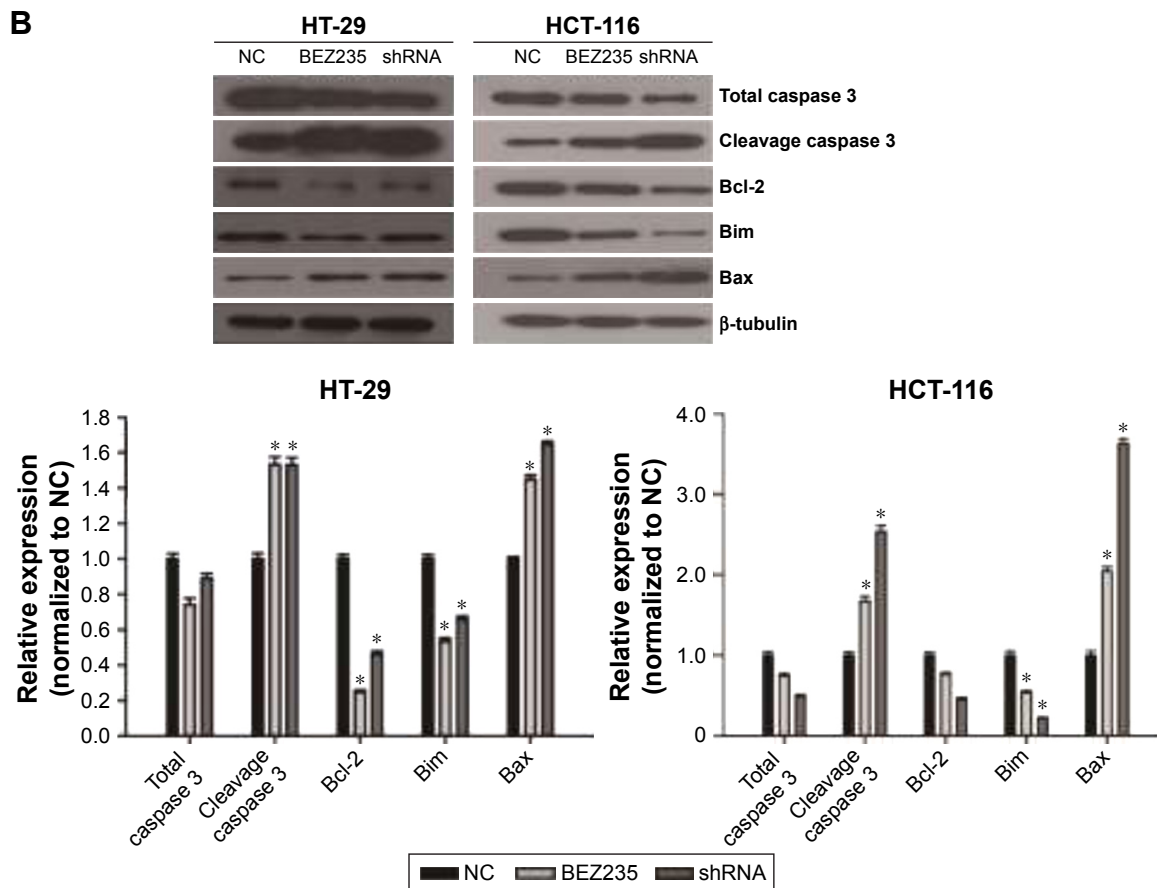 B
HT-29
HCT-116
NC BEZ235 shRNA
NC BEZ235 shRNA
Total caspase 3
Cleavage caspase 3
Bcl-2
Bim
Bax
β-tubulin
HT-29
Relative expression
(normalized to NC)
1.8
1.6
1.4
1.2
1.0
0.8
0.6
0.4
0.2
0.0
* *
* *
* *
* *
Total
caspase 3
Cleavage
caspase 3
Bcl-2
Bim
Bax
HCT-116
Relative expression
(normalized to NC)
4.0
3.0
2.0
1.0
0
* *
* *
* *
Total
caspase 3
Cleavage
caspase 3
Bcl-2
Bim
Bax
NC BEZ235 shRNA